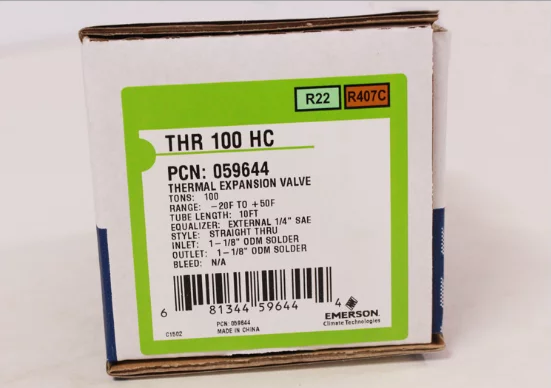 R22 R407C
THR 100 HC
PCN: 059644
THERMAL EXPANSION VALVE
TONS: 100
RANGE: -20F TO +50F
TUBE LENGTH: 10FT
EQUALIZER: EXTERNAL 1/4" SAE
STYLE: STRAIGHT THRU
INLET: 1-1/8" ODM SOLDER
OUTLET: 1-1/8" ODM SOLDER
BLEED: N/A
6 81344 59644 4
EMERSON
Climate Technologies
PCN: 059644
MADE IN CHINA
C1502